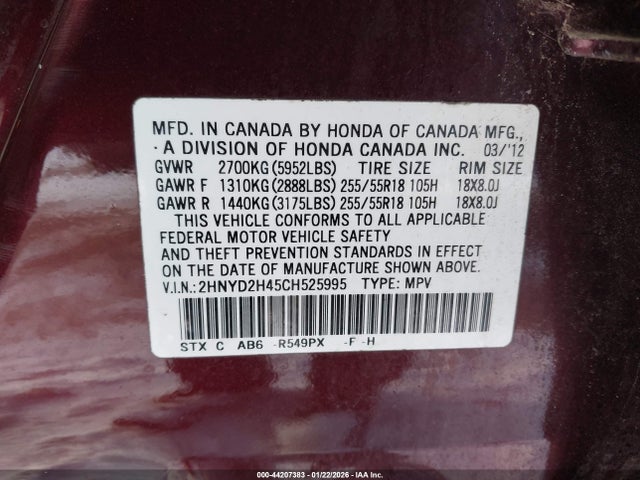 MFD. IN CANADA BY HONDA OF CANADA MFG.,
A DIVISION OF HONDA CANADA INC. 03/'12
GVWR 2700KG(5952LBS) TIRE SIZE RIM SIZE
GAWR F 1310KG(2888LBS) 255/55R18 105H 18X8.0J
GAWR R 1440KG(3175LBS) 255/55R18 105H 18X8.0J
THIS VEHICLE CONFORMS TO ALL APPLICABLE
FEDERAL MOTOR VEHICLE SAFETY
AND THEFT PREVENTION STANDARDS IN EFFECT
ON THE DATE OF MANUFACTURE SHOWN ABOVE.
V.I.N.: 2HNYD2H45CH525995 TYPE: MPV
STX C AB6 -R549PX -F -H
000-44207383 - 01/22/2026 - IAA Inc.